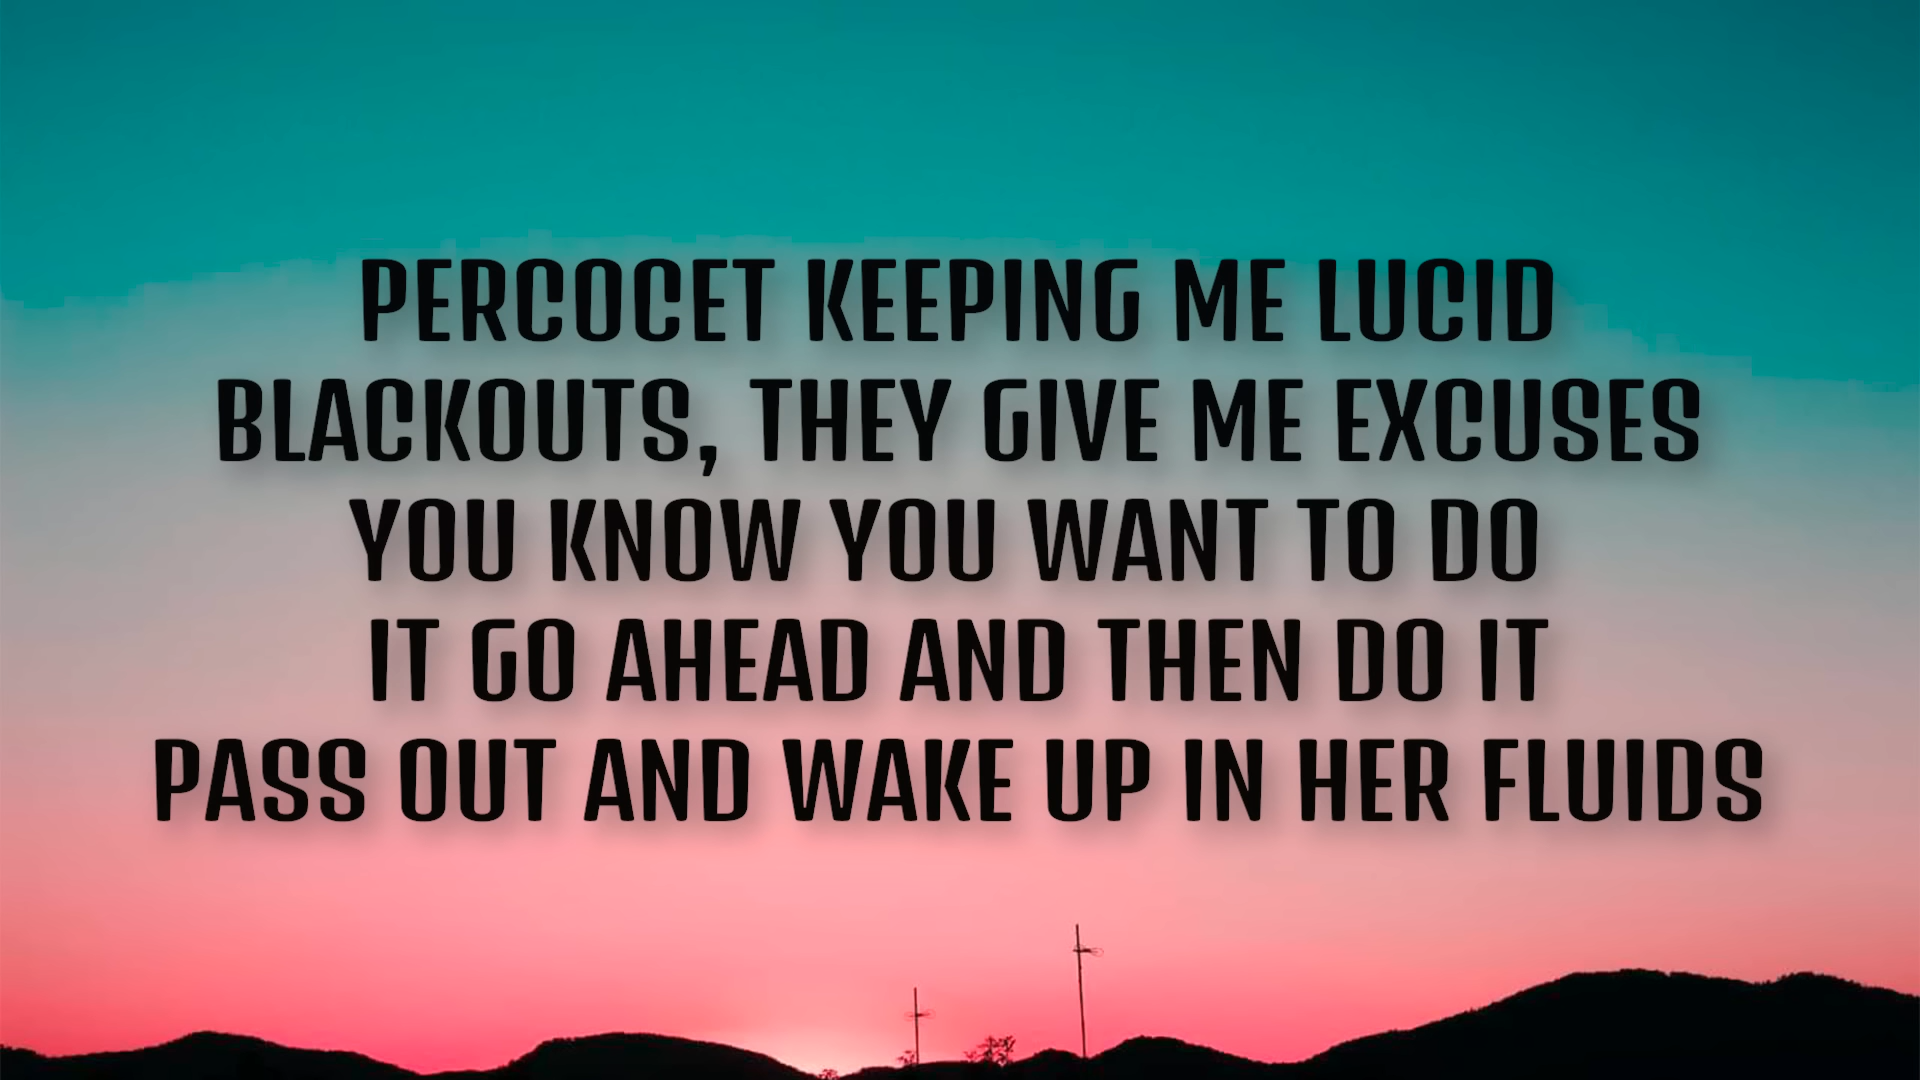 PERCOCET KEEPING ME LUCID
BLACKOUTS, THEY GIVE ME EXCUSES
YOU KNOW YOU WANT TO DO
IT GO AHEAD AND THEN DO IT
PASS OUT AND WAKE UP IN HER FLUIDS